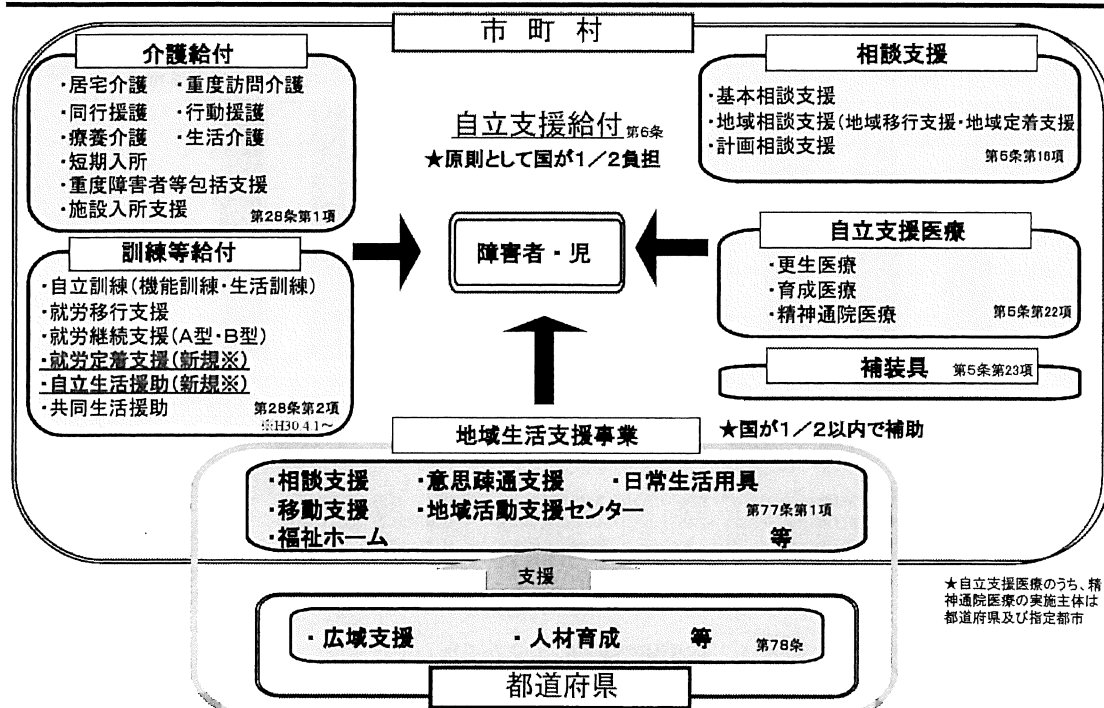 市町村
介護給付
・居宅介護　・重度訪問介護
・同行援護　・行動援護
・療養介護　・生活介護
・短期入所
・重度障害者等包括支援
・施設入所支援　第28条第1項
訓練等給付
・自立訓練(機能訓練・生活訓練)
・就労移行支援
・就労継続支援(A型・B型)
・就労定着支援(新規※)
・自立生活援助(新規※)
・共同生活援助　第28条第2項
※H30.4.1～
自立支援給付 第6条
★原則として国が1／2負担
障害者・児
相談支援
・基本相談支援
・地域相談支援(地域移行支援・地域定着支援
・計画相談支援
第5条第18項
自立支援医療
・更生医療
・育成医療
・精神通院医療　第5条第22項
補装具　第5条第23項
地域生活支援事業
★国が1／2以内で補助
・相談支援　・意思疎通支援　・日常生活用具
・移動支援　・地域活動支援センター　第77条第1項
・福祉ホーム　等
支援
・広域支援　・人材育成　等　第78条
都道府県
★自立支援医療のうち、精
神通院医療の実施主体は
都道府県及び指定都市